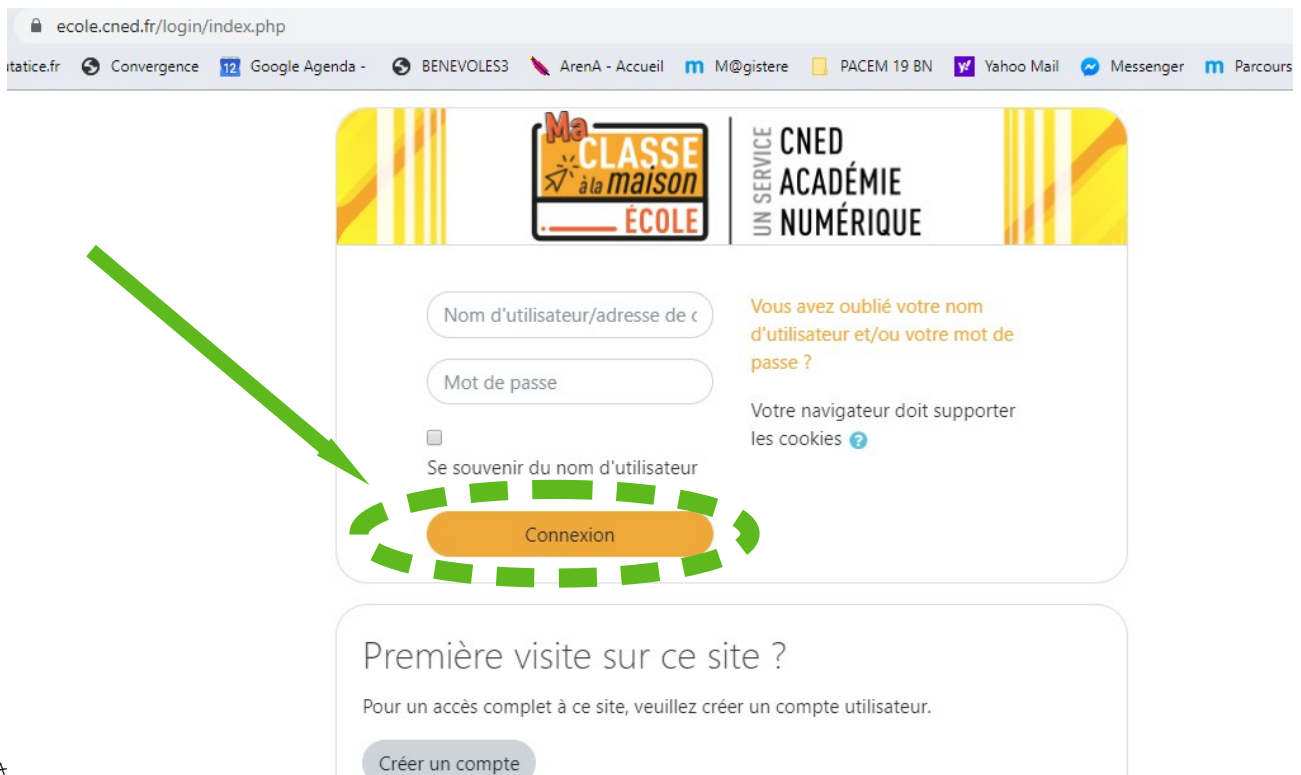 ecole.cned.fr/login/index.php
tatice.fr Convergence 12 Google Agenda - BENEVOLES3 ArenA - Accueil m M@gistere PACEM 19 BN y! Yahoo Mail Messenger m Parcours
Ma
CLASSE
à la maison
ÉCOLE
UN SERVICE
CNED
ACADÉMIE
NUMÉRIQUE
Nom d'utilisateur/adresse de c
Mot de passe
Se souvenir du nom d'utilisateur
Connexion
Vous avez oublié votre nom
d'utilisateur et/ou votre mot de
passe ?
Votre navigateur doit supporter
les cookies ?
Première visite sur ce site ?
Pour un accès complet à ce site, veuillez créer un compte utilisateur.
Créer un compte